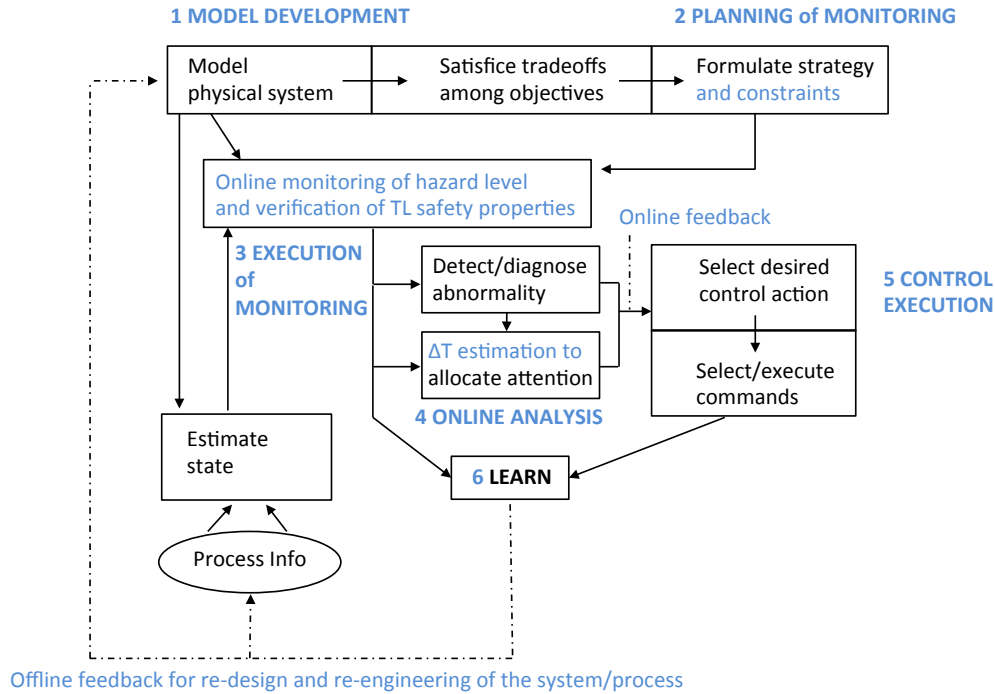 1 MODEL DEVELOPMENT
2 PLANNING of MONITORING
Model
physical system
Satisfice tradeoffs
among objectives
Formulate strategy
and constraints
Online monitoring of hazard level
and verification of TL safety properties
Online feedback
3 EXECUTION
of
MONITORING
Detect/diagnose
abnormality
Select desired
control action
5 CONTROL
EXECUTION
ΔT estimation to
allocate attention
Select/execute
commands
4 ONLINE ANALYSIS
Estimate
state
6 LEARN
Process Info
Offline feedback for re-design and re-engineering of the system/process